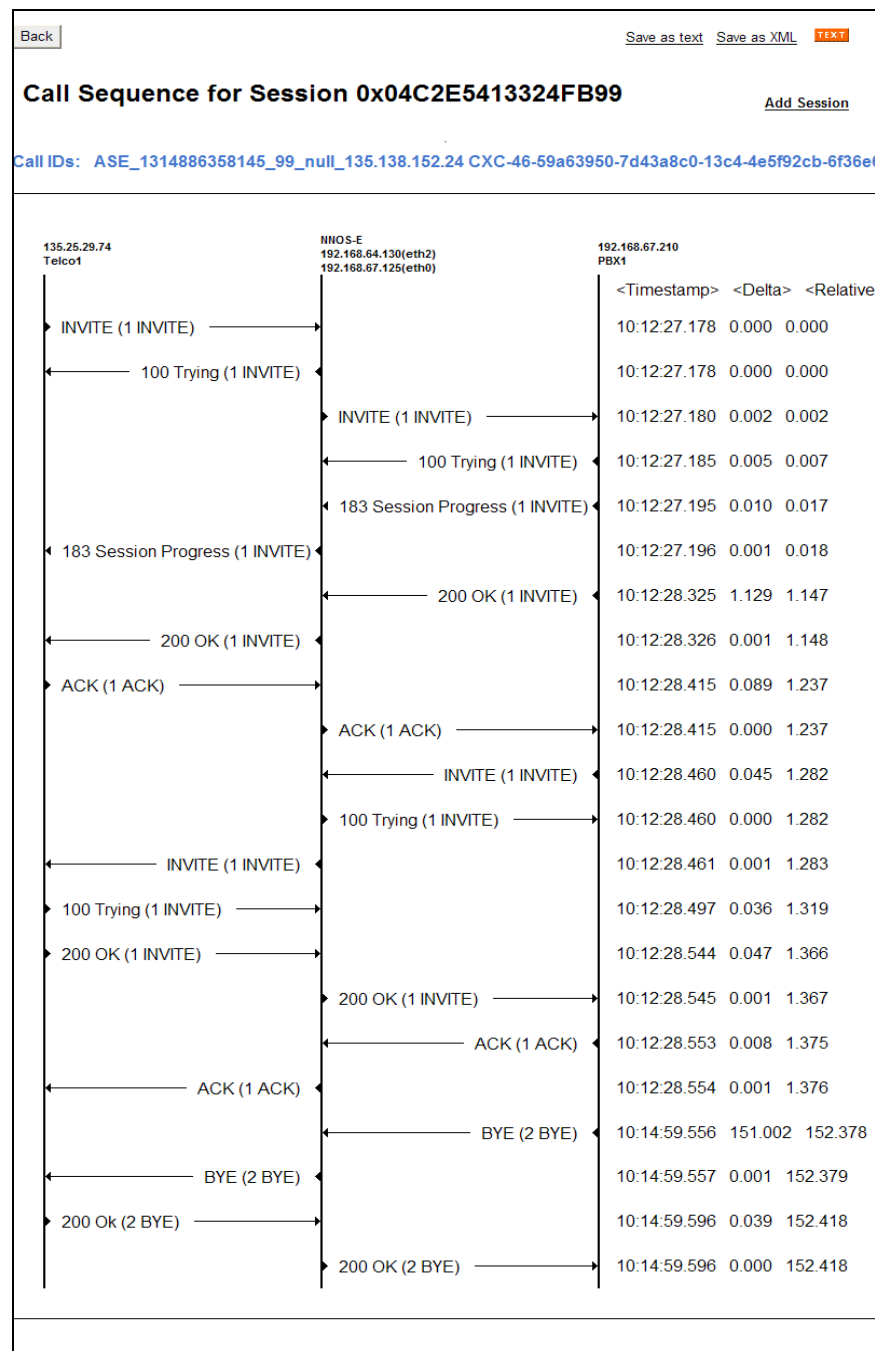 Back
Save as text Save as XML TEXT
Call Sequence for Session 0x04C2E5413324FB99
Add Session
Call IDs: ASE_1314886358145_99_null_135.138.152.24 CXC-46-59a63950-7d43a8c0-13c4-4e5f92cb-6f36e6
135.25.29.74
Telco1
NNOS-E
192.168.64.130(eth2)
192.168.67.125(eth0)
192.168.67.210
PBX1
<Timestamp> <Delta> <Relative
INVITE (1 INVITE) 10:12:27.178 0.000 0.000
100 Trying (1 INVITE) 10:12:27.178 0.000 0.000
INVITE (1 INVITE) 10:12:27.180 0.002 0.002
100 Trying (1 INVITE) 10:12:27.185 0.005 0.007
183 Session Progress (1 INVITE) 10:12:27.195 0.010 0.017
183 Session Progress (1 INVITE) 10:12:27.196 0.001 0.018
200 OK (1 INVITE) 10:12:28.325 1.129 1.147
200 OK (1 INVITE) 10:12:28.326 0.001 1.148
ACK (1 ACK) 10:12:28.415 0.089 1.237
ACK (1 ACK) 10:12:28.415 0.000 1.237
INVITE (1 INVITE) 10:12:28.460 0.045 1.282
100 Trying (1 INVITE) 10:12:28.460 0.000 1.282
INVITE (1 INVITE) 10:12:28.461 0.001 1.283
100 Trying (1 INVITE) 10:12:28.497 0.036 1.319
200 OK (1 INVITE) 10:12:28.544 0.047 1.366
200 OK (1 INVITE) 10:12:28.545 0.001 1.367
ACK (1 ACK) 10:12:28.553 0.008 1.375
ACK (1 ACK) 10:12:28.554 0.001 1.376
BYE (2 BYE) 10:14:59.556 151.002 152.378
BYE (2 BYE) 10:14:59.557 0.001 152.379
200 Ok (2 BYE) 10:14:59.596 0.039 152.418
200 OK (2 BYE) 10:14:59.596 0.000 152.418